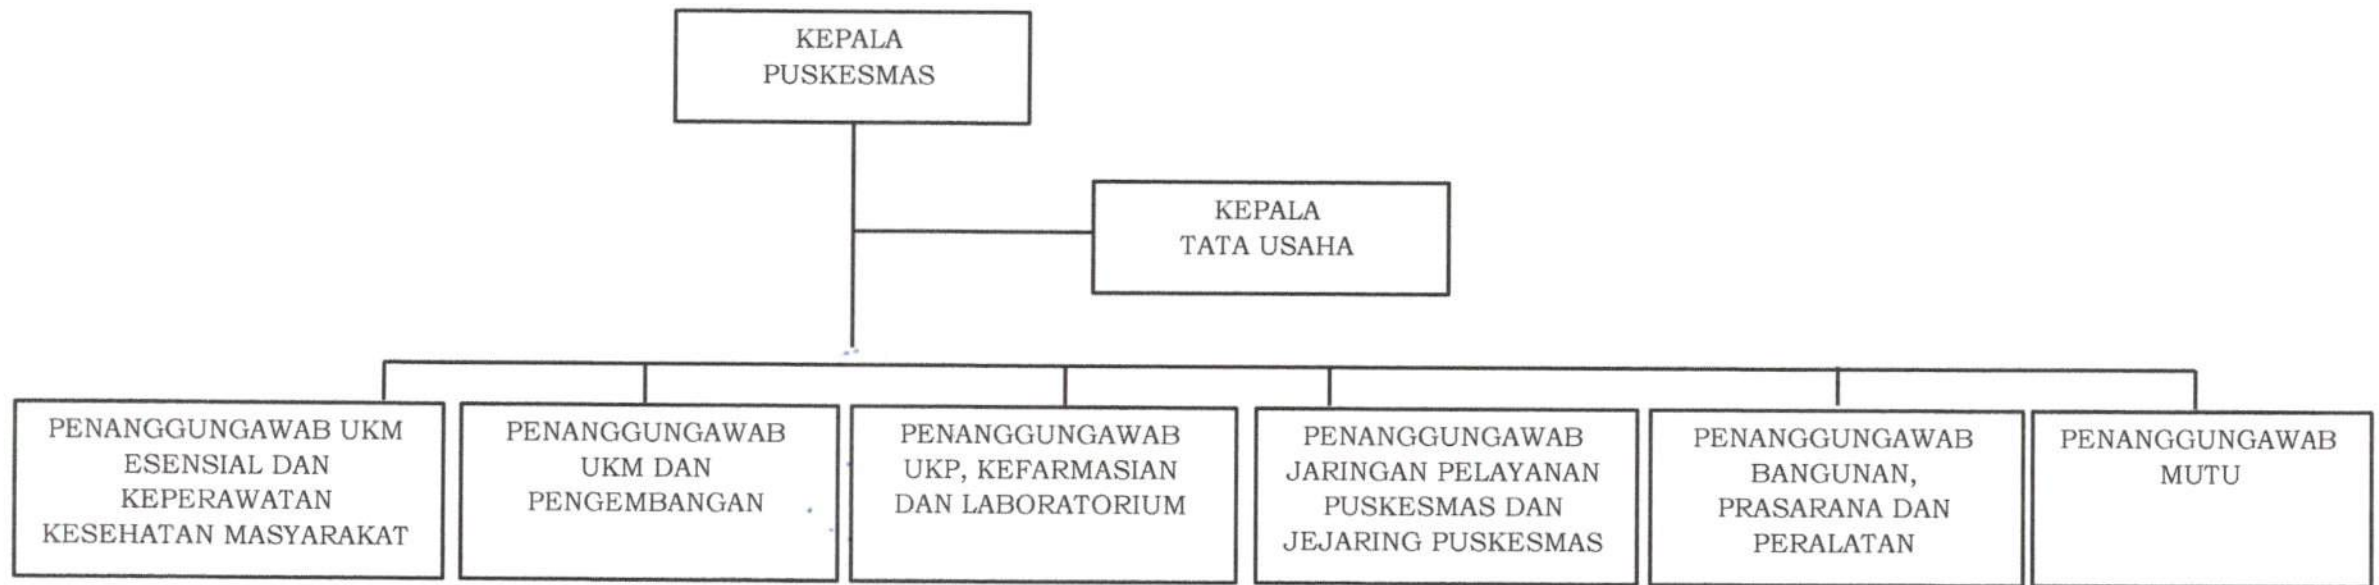 KEPALA
PUSKESMAS
KEPALA
TATA USAHA
PENANGGUNGAWAB UKM
ESENSIAL DAN
KEPERAWATAN
KESEHATAN MASYARAKAT
PENANGGUNGAWAB
UKM DAN
PENGEMBANGAN
PENANGGUNGAWAB
UKP, KEFARMASIAN
DAN LABORATORIUM
PENANGGUNGAWAB
JARINGAN PELAYANAN
PUSKESMAS DAN
JEJARING PUSKESMAS
PENANGGUNGAWAB
BANGUNAN,
PRASARANA DAN
PERALATAN
PENANGGUNGAWAB
MUTU